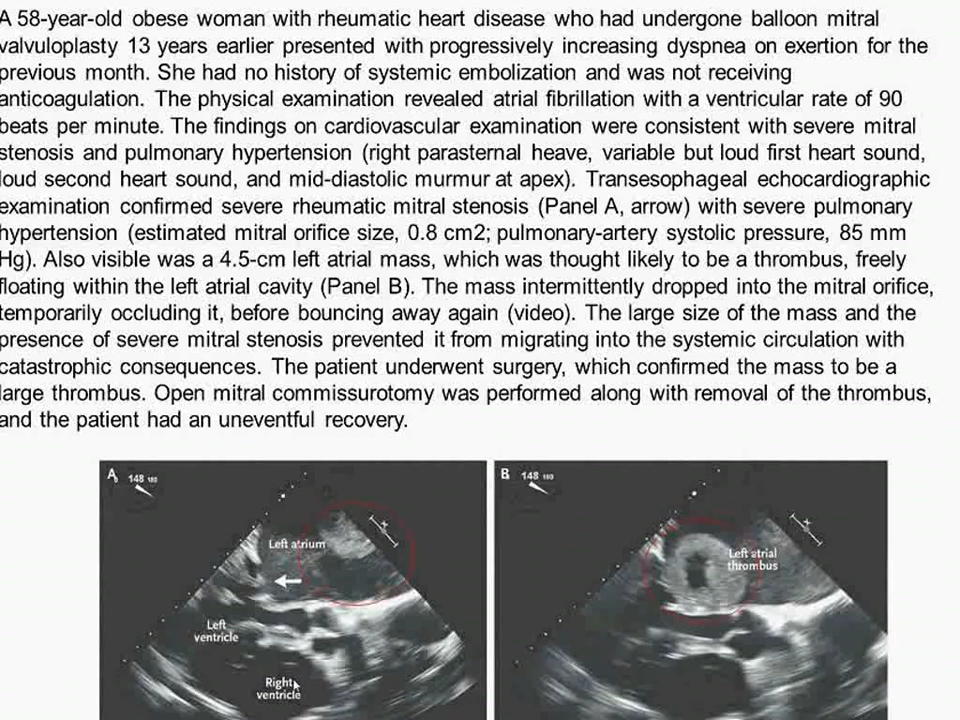 A 58-year-old obese woman with rheumatic heart disease who had undergone balloon mitral
valvuloplasty 13 years earlier presented with progressively increasing dyspnea on exertion for the
previous month. She had no history of systemic embolization and was not receiving
anticoagulation. The physical examination revealed atrial fibrillation with a ventricular rate of 90
beats per minute. The findings on cardiovascular examination were consistent with severe mitral
stenosis and pulmonary hypertension (right parasternal heave, variable but loud first heart sound,
loud second heart sound, and mid-diastolic murmur at apex). Transesophageal echocardiographic
examination confirmed severe rheumatic mitral stenosis (Panel A, arrow) with severe pulmonary
hypertension (estimated mitral orifice size, 0.8 cm2; pulmonary-artery systolic pressure, 85 mm
Hg). Also visible was a 4.5-cm left atrial mass, which was thought likely to be a thrombus, freely
floating within the left atrial cavity (Panel B). The mass intermittently dropped into the mitral orifice,
temporarily occluding it, before bouncing away again (video). The large size of the mass and the
presence of severe mitral stenosis prevented it from migrating into the systemic circulation with
catastrophic consequences. The patient underwent surgery, which confirmed the mass to be a
large thrombus. Open mitral commissurotomy was performed along with removal of the thrombus,
and the patient had an uneventful recovery.
A 148 180
Left atrium
Left
ventricle
Right
ventricle
B 148 180
Left atrial
thrombus